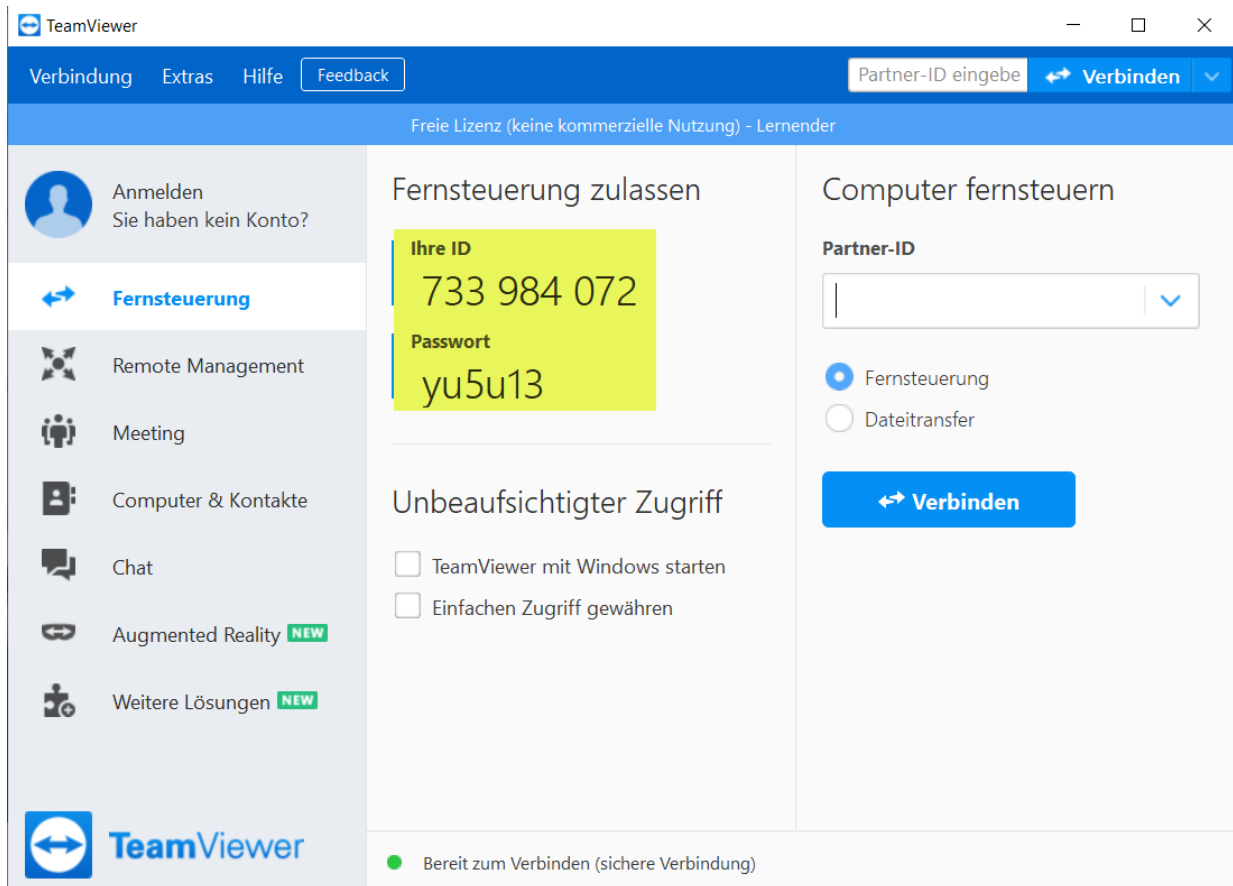 TeamViewer
Verbindung Extras Hilfe Feedback
Partner-ID eingebe Verbinden
Freie Lizenz (keine kommerzielle Nutzung) - Lernender
Anmelden
Sie haben kein Konto?
Fernsteuerung
Remote Management
Meeting
Computer & Kontakte
Chat
Augmented Reality NEW
Weitere Lösungen NEW
TeamViewer
Fernsteuerung zulassen
Ihre ID
733 984 072
Passwort
yu5u13
Unbeaufsichtigter Zugriff
TeamViewer mit Windows starten
Einfachen Zugriff gewähren
Computer fernsteuern
Partner-ID
Fernsteuerung
Dateitransfer
Verbinden
Bereit zum Verbinden (sichere Verbindung)